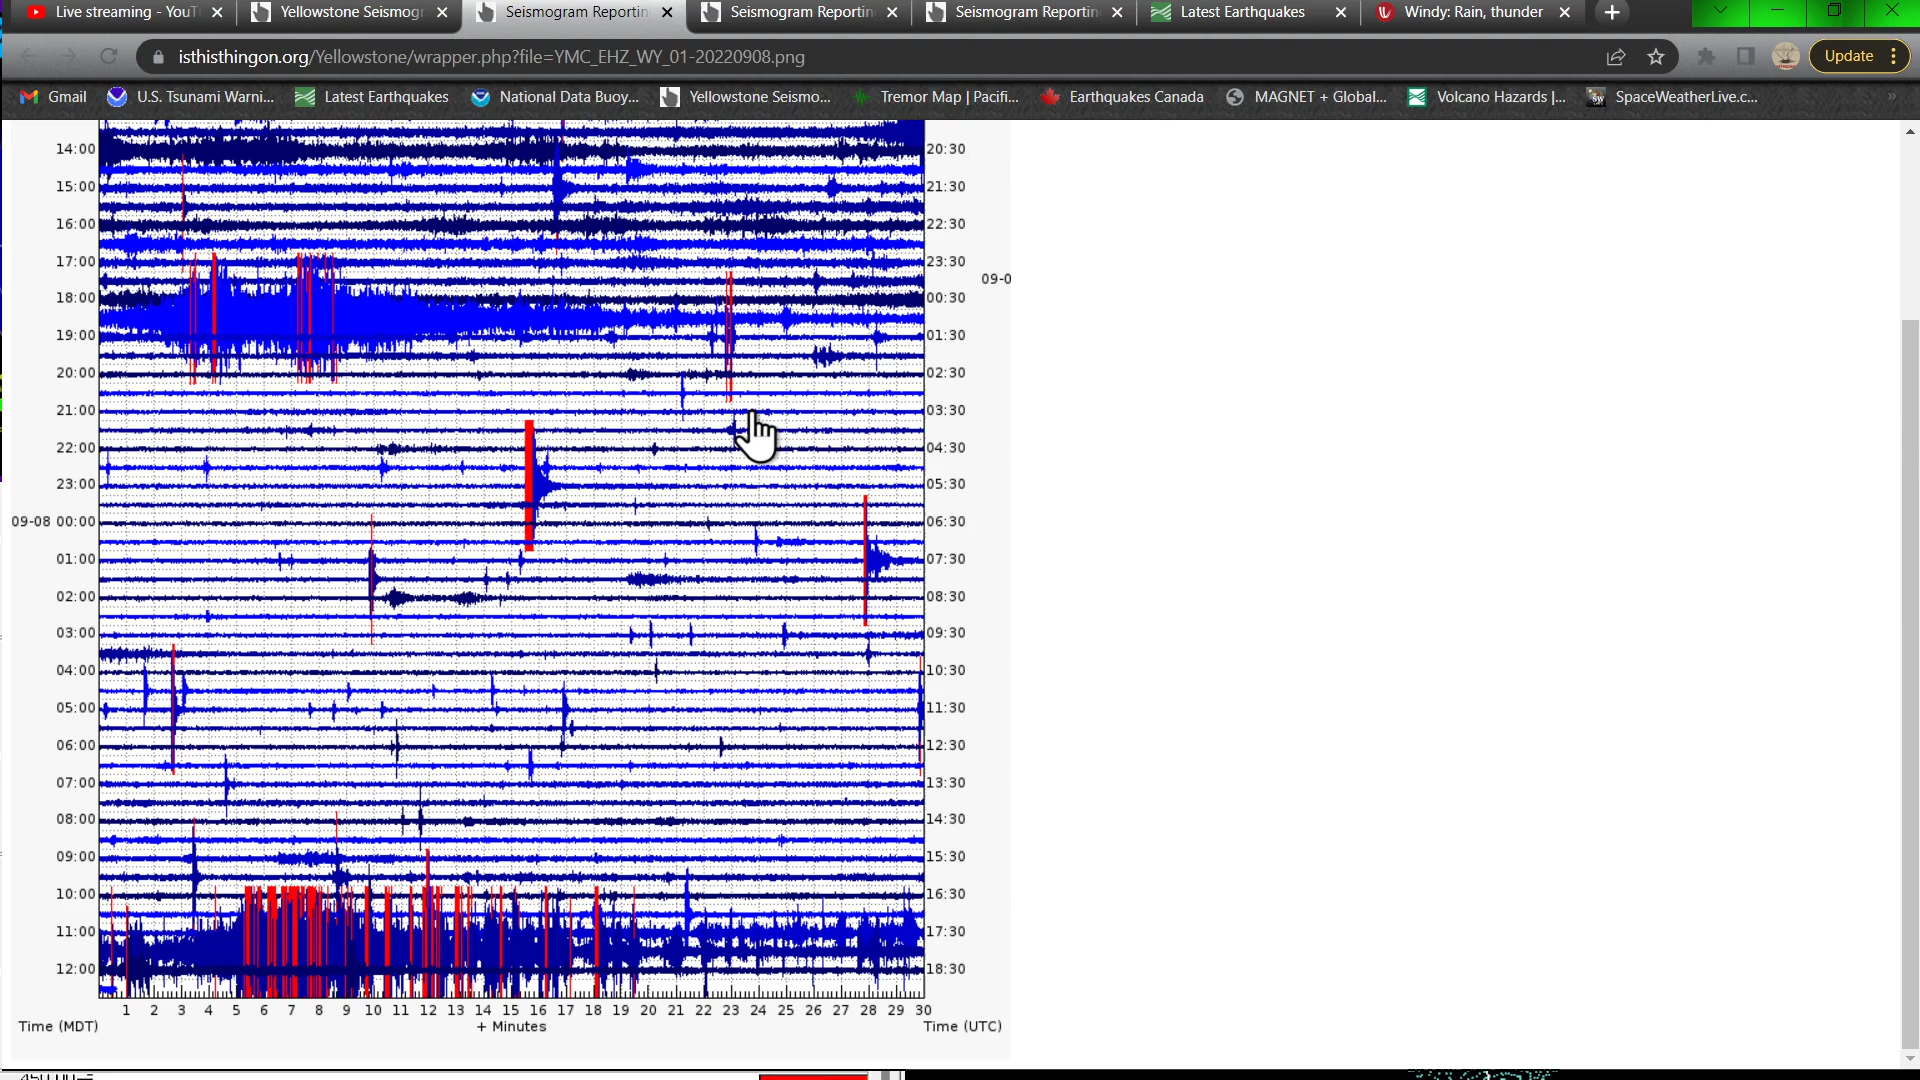 Live streaming - YouT
Yellowstone Seismogr
Seismogram Reportin
Seismogram Reportin
Seismogram Reportin
Latest Earthquakes
Windy: Rain, thunder
isthisthingon.org/Yellowstone/wrapper.php?file=YMC_EHZ_WY_01-20220908.png
Update
Gmail
U.S. Tsunami Warni...
Latest Earthquakes
National Data Buoy...
Yellowstone Seismo...
Tremor Map | Pacifi...
Earthquakes Canada
MAGNET + Global...
Volcano Hazards |...
SpaceWeatherLive.c...
14:00 20:30
15:00 21:30
16:00 22:30
17:00 23:30
09-0
18:00 00:30
19:00 01:30
20:00 02:30
21:00 03:30
22:00 04:30
23:00 05:30
09-08 00:00 06:30
01:00 07:30
02:00 08:30
03:00 09:30
04:00 10:30
05:00 11:30
06:00 12:30
07:00 13:30
08:00 14:30
09:00 15:30
10:00 16:30
11:00 17:30
12:00 18:30
1 2 3 4 5 6 7 8 9 10 11 12 13 14 15 16 17 18 19 20 21 22 23 24 25 26 27 28 29 30
Time (MDT) + Minutes Time (UTC)